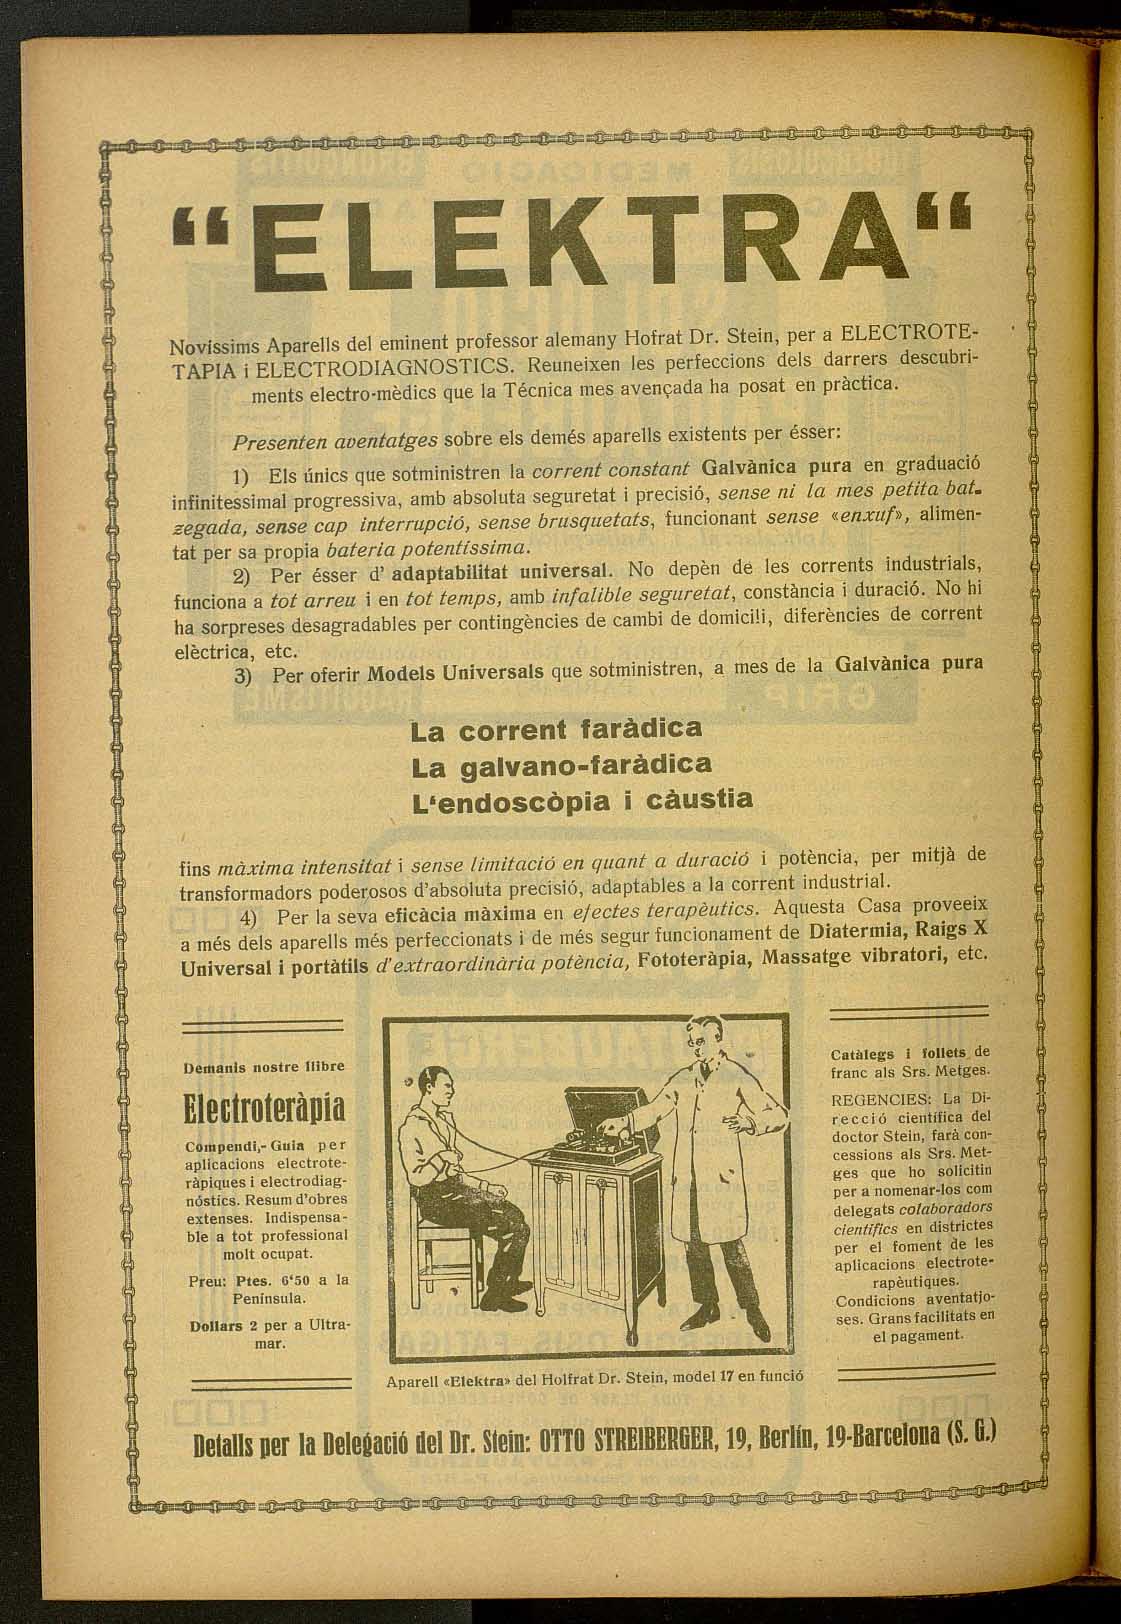 “ELEKTRA“
Novíssims Aparells del eminent professor alemany Hofrat Dr. Stein, per a ELECTROTE-
TAPIA i ELECTRODIAGNOSTICS. Reuneixen les perfeccions dels darrers descubri-
ments electro-mèdics que la Técnica mes avençada ha posat en pràctica.
Presenten aventatges sobre els demés aparells existents per ésser:
1) Els únics que sotministren la corrent constant Galvànica pura en graduació
infinitessimal progressiva, amb absoluta seguretat i precisió, sense ni la mes petita bat-
zegada, sense cap interrupció, sense brusquetats, funcionant sense «enxuf», alimen-
tat per sa propia bateria potentíssima.
2) Per ésser d' adaptabilitat universal. No depèn de les corrents industrials,
funciona a tot arreu i en tot temps, amb infalible seguretat, constància i duració. No hi
ha sorpreses desagradables per contingències de cambi de domicili, diferències de corrent
elèctrica, etc.
3) Per oferir Models Universals que sotministren, a mes de la Galvànica pura
La corrent faràdica
La galvano-faràdica
L‘endoscòpia i càustia
fins màxima intensitat i sense limitació en quant a duració i potència, per mitjà de
transformadors poderosos d'absoluta precisió, adaptables a la corrent industrial.
4) Per la seva eficàcia màxima en efectes terapèutics. Aquesta Casa proveeix
a més dels aparells més perfeccionats i de més segur funcionament de Diatermia, Raigs X
Universal i portàtils d'extraordinària potència, Fototeràpia, Massatge vibratori, etc.
Demanis nostre llibre
Electroteràpia
Compendi,-Guia per
aplicacions electrote-
ràpiques i electrodiag-
nóstics. Resum d'obres
extenses. Indispensa-
ble a tot professional
molt ocupat.
Preu: Ptes. 6‘50 a la
Península.
Dollars 2 per a Ultra-
mar.
Aparell «Elektra» del Holfrat Dr. Stein, model 17 en funció
Catàlegs i follets de
franc als Srs. Metges.
REGENCIES: La Di-
recció científica del
doctor Stein, farà con-
cessions als Srs. Met-
ges que ho solicitin
per a nomenar-los com
delegats colaboradors
científics en districtes
per el foment de les
aplicacions electrote-
rapèutiques.
Condicions aventatjo-
ses. Grans facilitats en
el pagament.
Detalls per la Delegació del Dr. Stein: OTTO STREIBERGER, 19, Berlín, 19-Barcelona (S. G.)